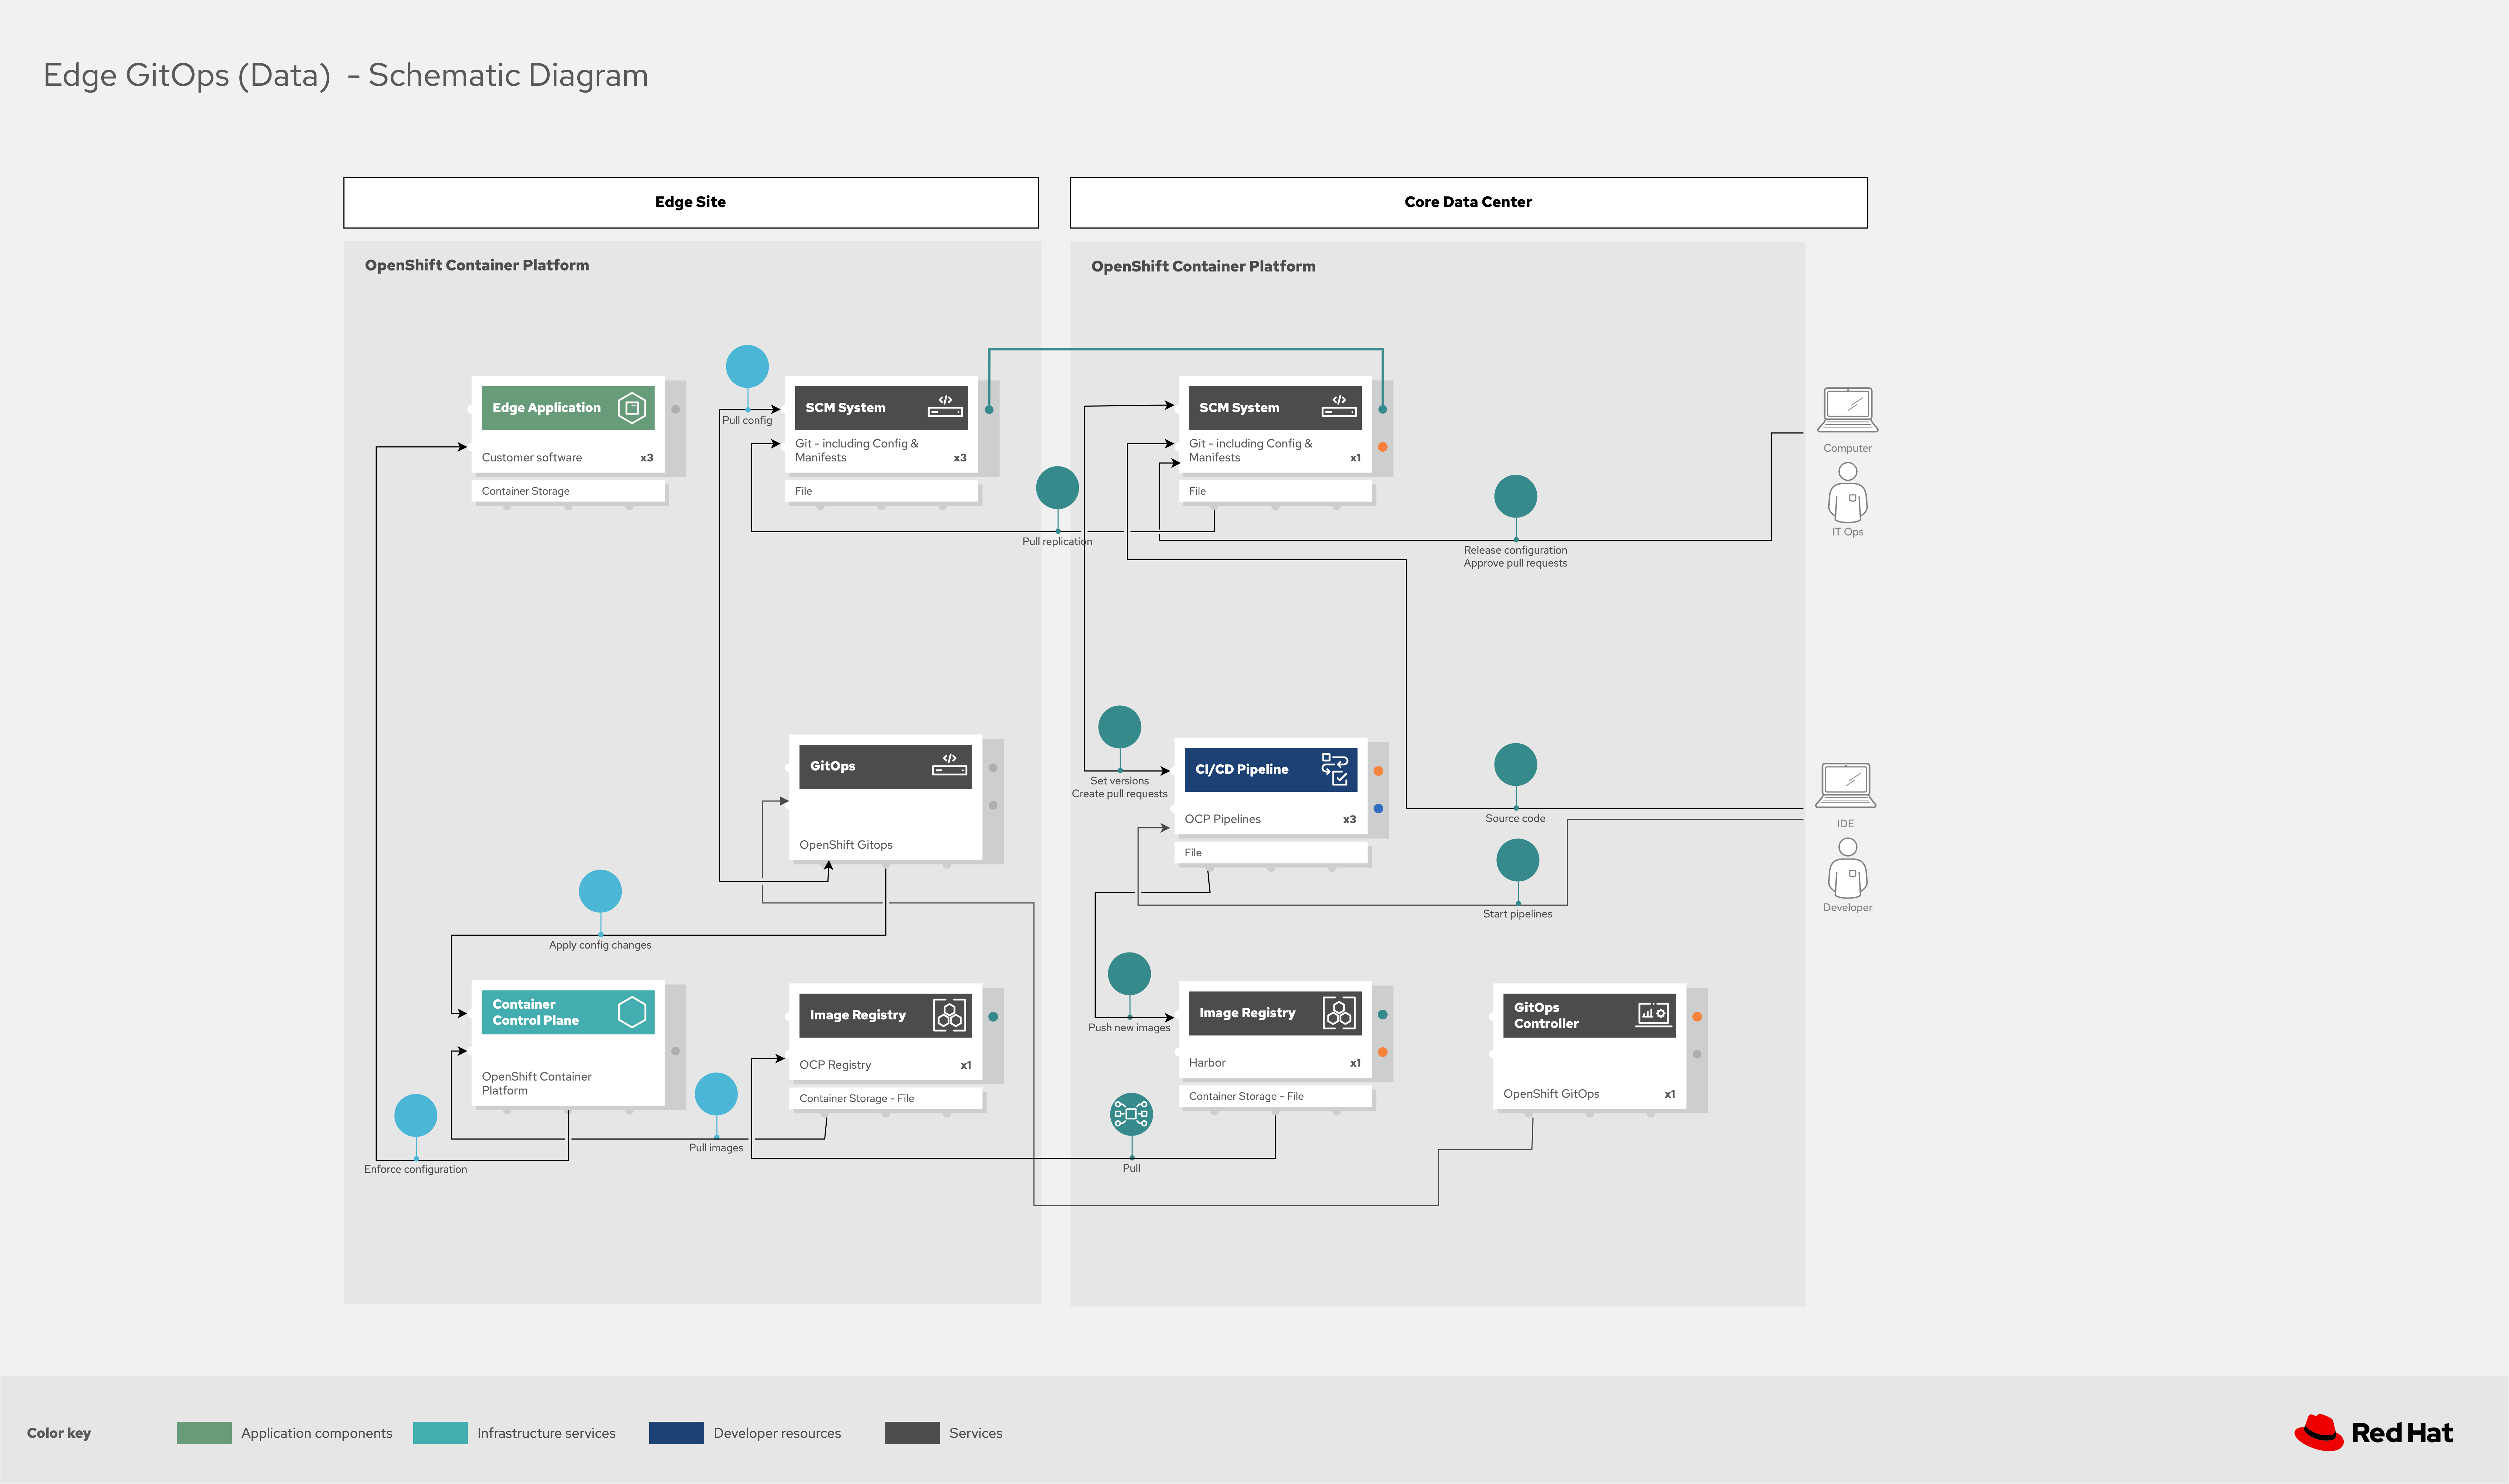 Edge GitOps (Data) - Schematic Diagram
Edge Site
Core Data Center
OpenShift Container Platform
OpenShift Container Platform
Edge Application
Customer software
x3
Container Storage
Pull config
SCM System
Git - including Config &
Manifests
x3
File
SCM System
Git - including Config &
Manifests
x1
File
Computer
IT Ops
Pull replication
Release configuration
Approve pull requests
GitOps
OpenShift Gitops
Set versions
Create pull requests
CI/CD Pipeline
OCP Pipelines
x3
File
Source code
IDE
Developer
Start pipelines
Apply config changes
Container
Control Plane
OpenShift Container
Platform
Image Registry
OCP Registry
x1
Container Storage - File
Push new images
Image Registry
Harbor
x1
Container Storage - File
GitOps
Controller
OpenShift GitOps
x1
Enforce configuration
Pull images
Pull
Color key
Application components
Infrastructure services
Developer resources
Services
Red Hat